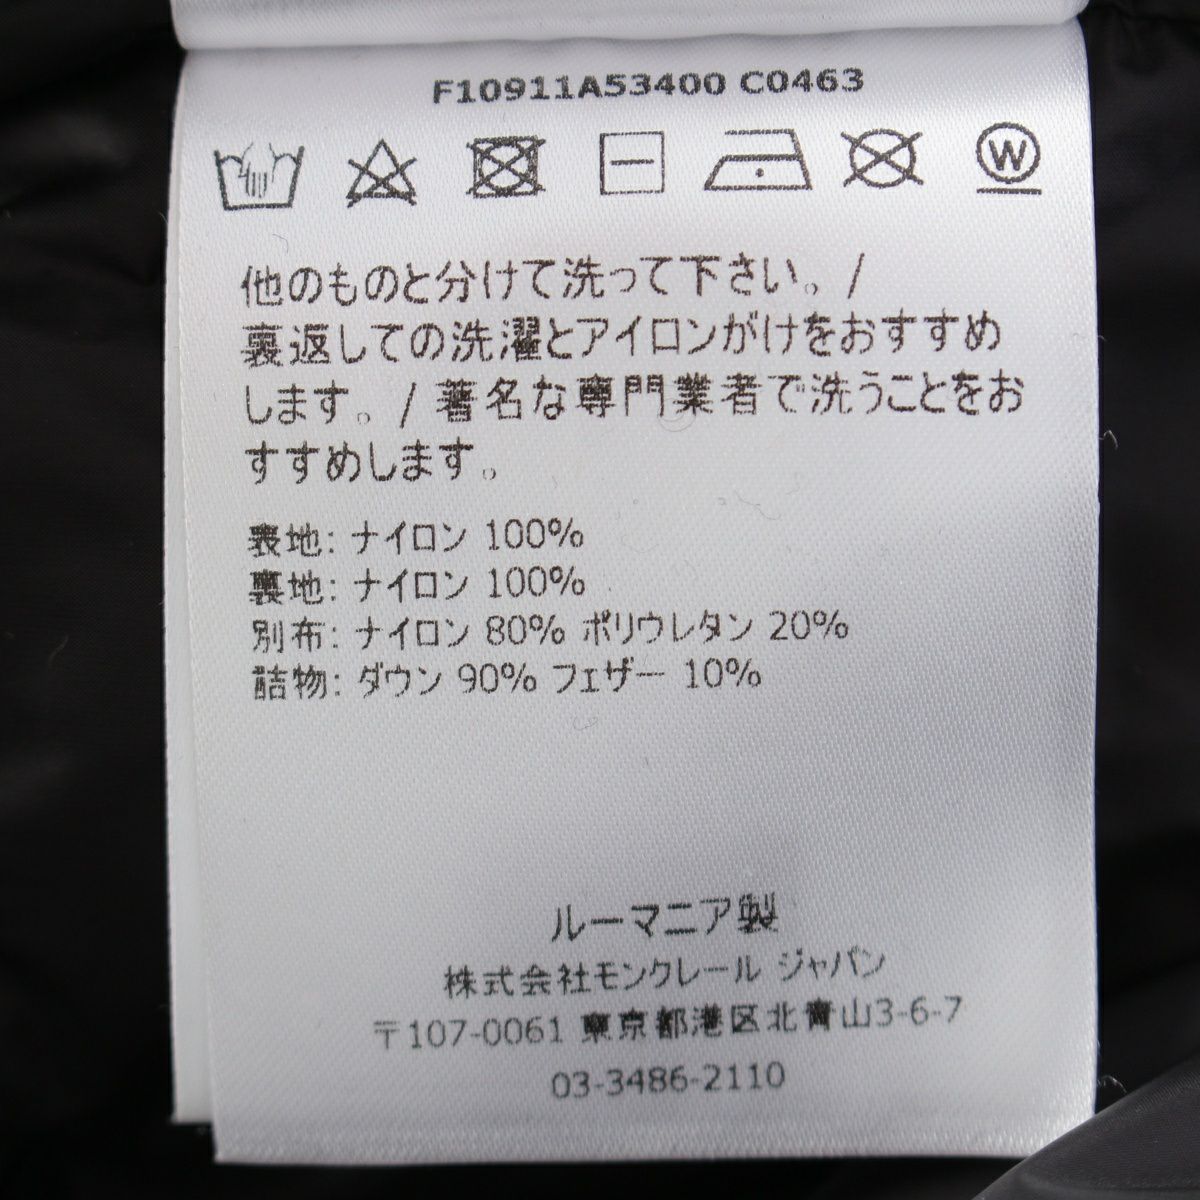 F10911A53400 C0463
W
他のものと分けて洗って下さい。/
裏返しての洗濯とアイロンがけをおすすめ
します。/ 著名な専門業者で洗うことをお
すすめします。
表地: ナイロン 100%
裏地: ナイロン 100%
別布: ナイロン 80% ポリウレタン 20%
詰物: ダウン 90% フェザー 10%
ルーマニア製
株式会社モンクレール ジャパン
〒107-0061 東京都港区北青山3-6-7
03-3486-2110